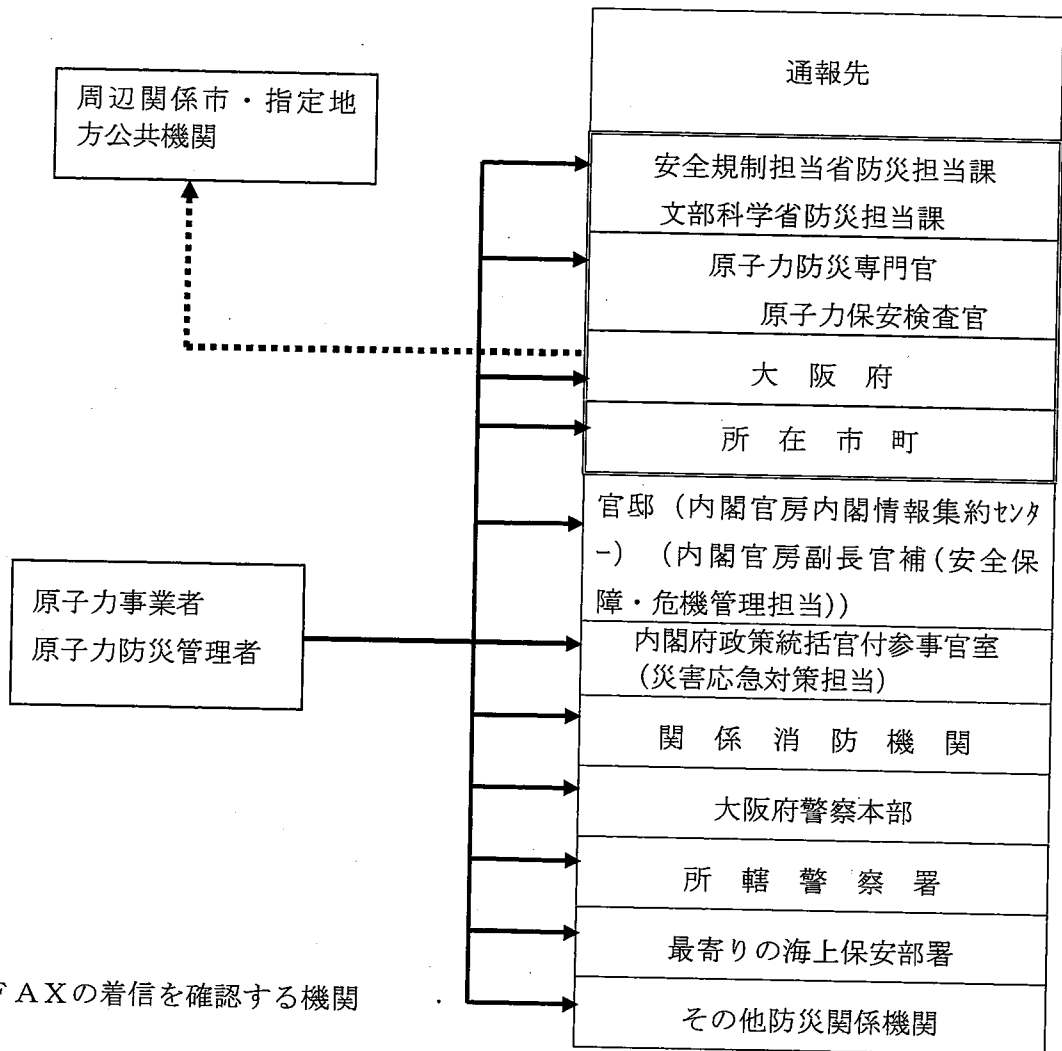 通報先
周辺関係市・指定地
方公共機関
安全規制担当省防災担当課
文部科学省防災担当課
原子力防災専門官
原子力保安検査官
大 阪 府
所 在 市 町
官邸（内閣官房内閣情報集約ｾﾝﾀ
ｰ）（内閣官房副長官補(安全保
障・危機管理担当)）
原子力事業者
原子力防災管理者
内閣府政策統括官付参事官室
(災害応急対策担当)
関 係 消 防 機 関
大阪府警察本部
所 轄 警 察 署
最寄りの海上保安部署
FAXの着信を確認する機関
その他防災関係機関